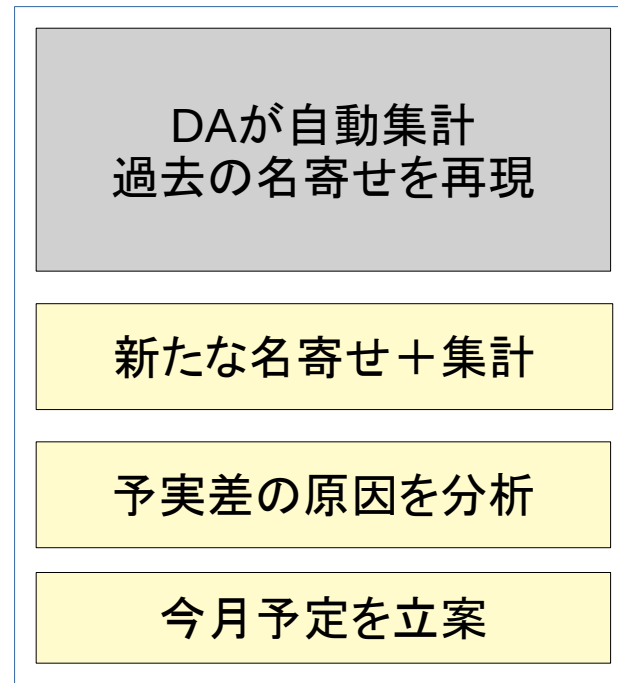 DAが自動集計
過去の名寄せを再現
新たな名寄せ＋集計
予実差の原因を分析
今月予定を立案